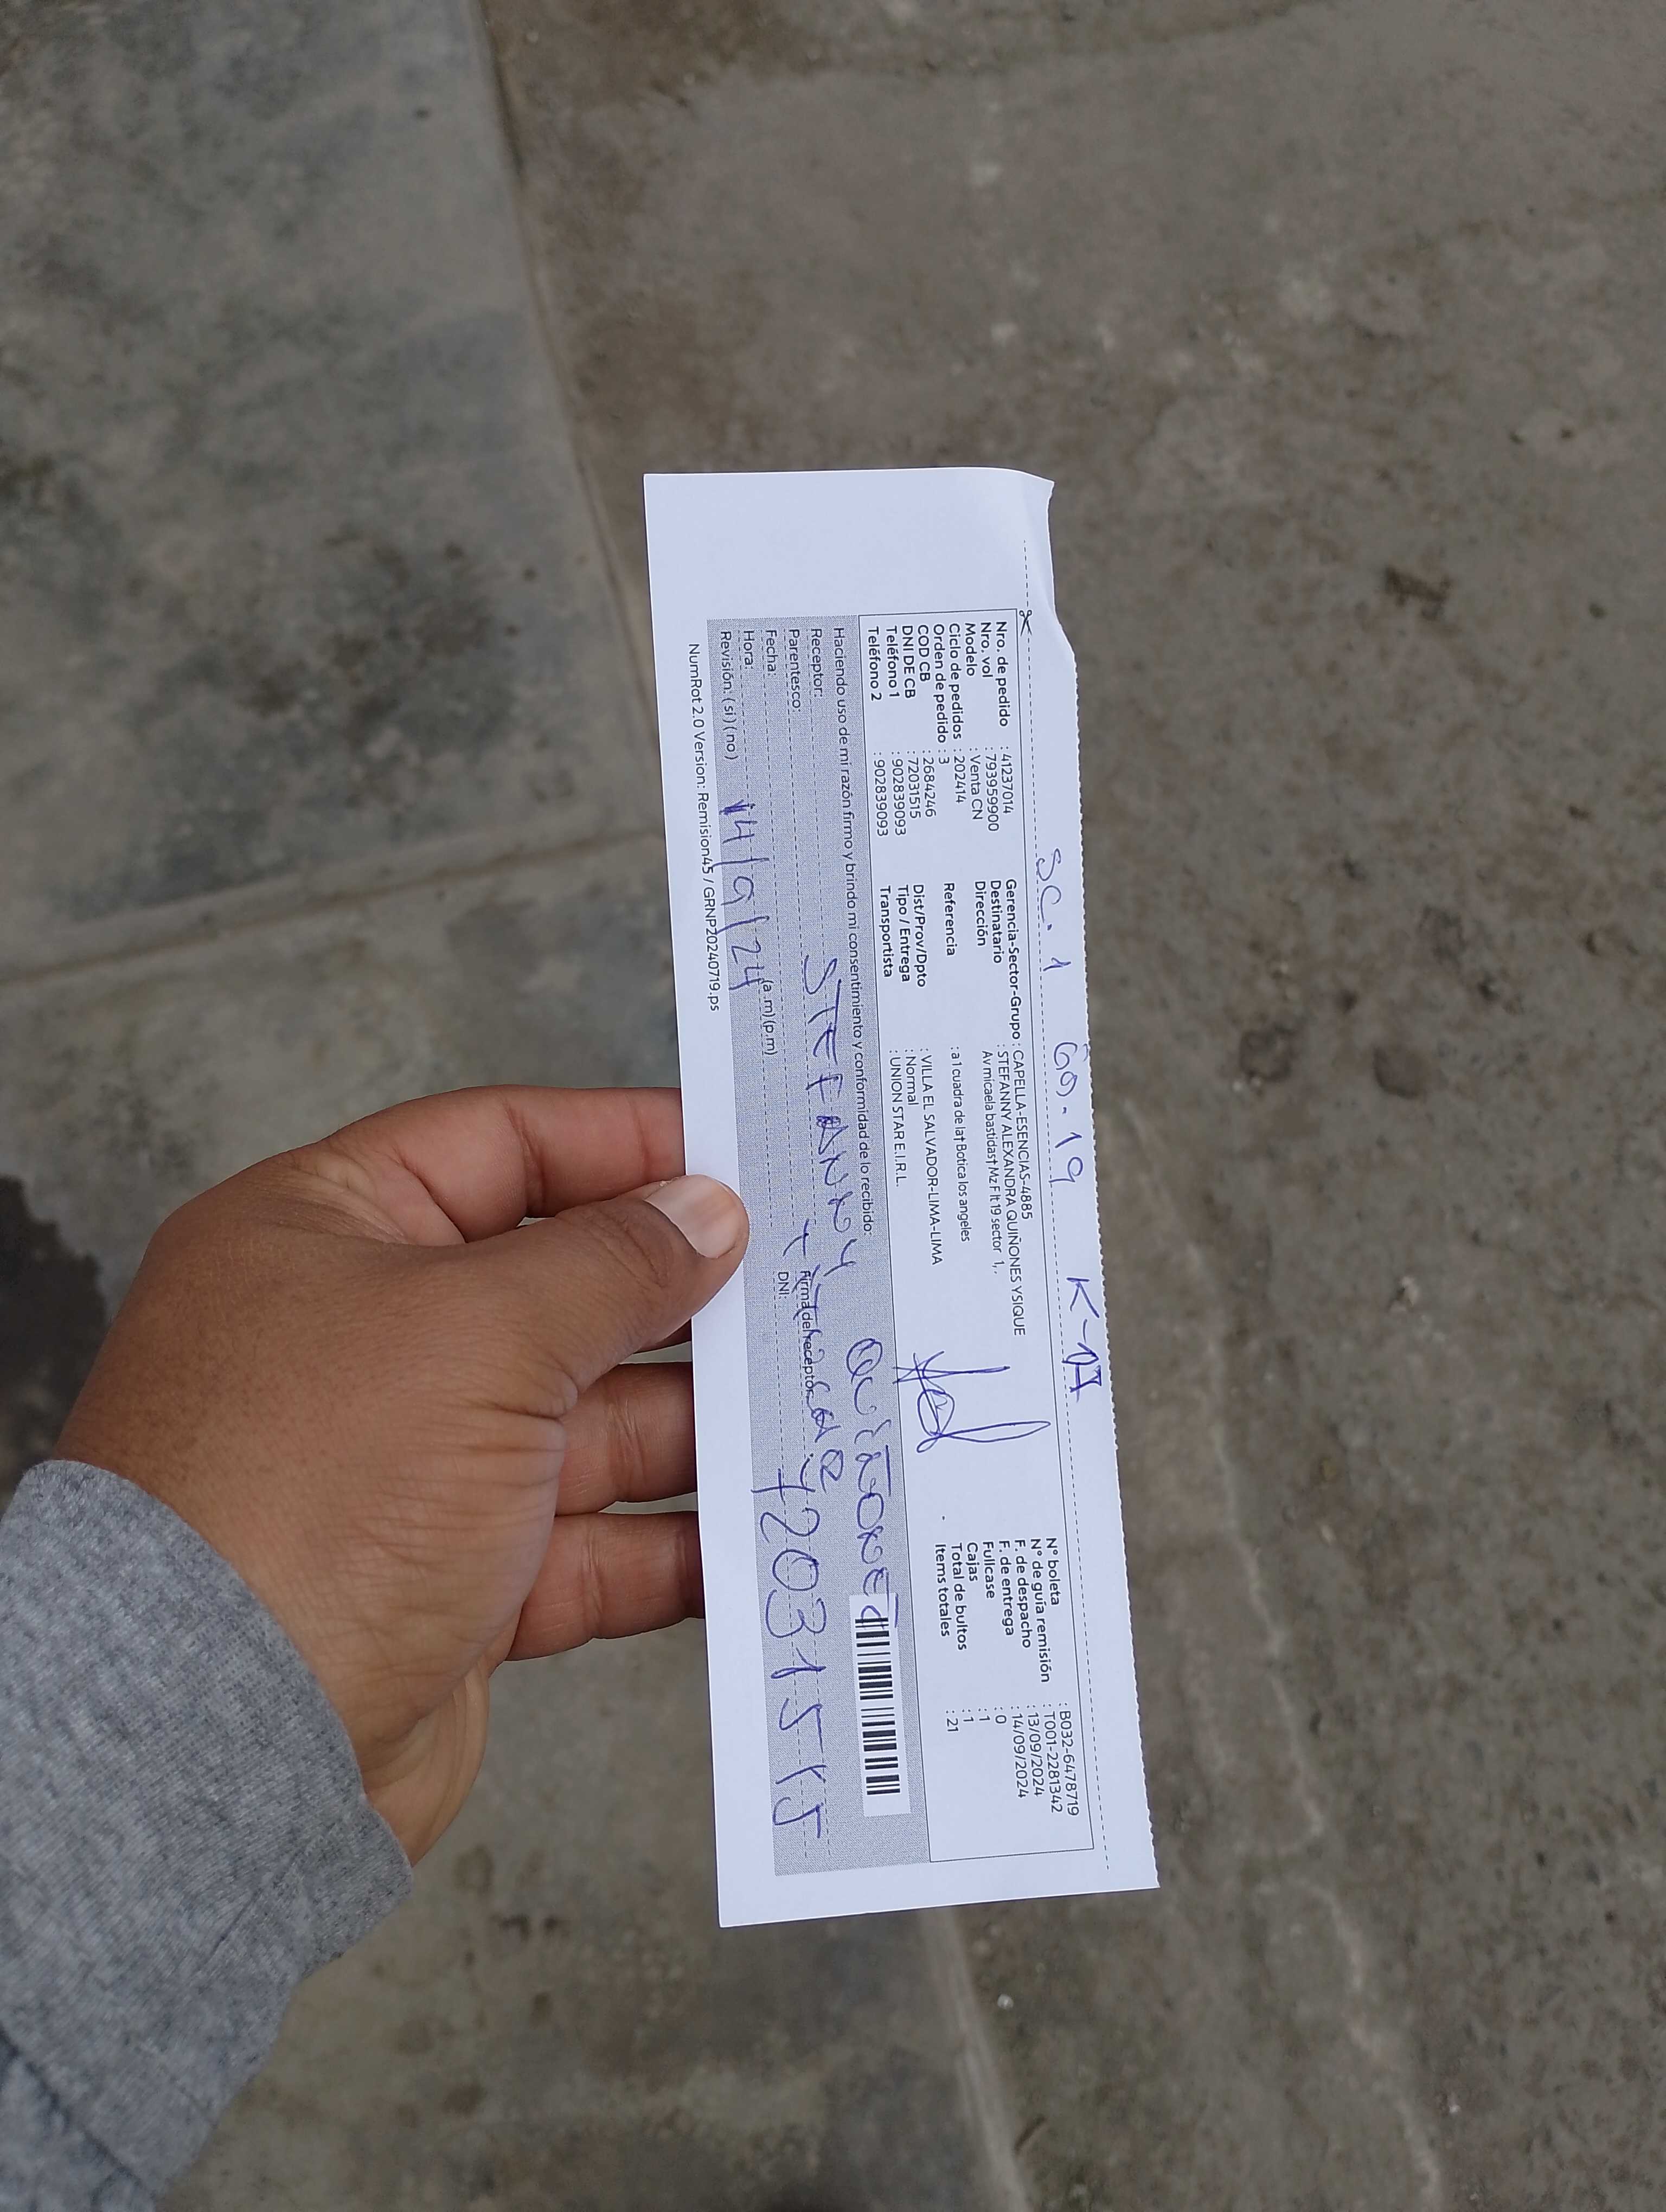 SC. 1 GO. 19 K-17
Nro. de pedido : 41237014
Nro. vol : 793959900
Modelo : Venta CN
Ciclo de pedidos : 202414
Orden de pedido : 3
COD CB : 2684246
DNI DE CB : 72031515
Teléfono 1 : 902839093
Teléfono 2 : 902839093
Gerencia-Sector-Grupo : CAPELLA-ESENCIAS-4885
Destinatario : STEFANNY ALEXANDRA QUIÑONES YSIQUE
Dirección Av micaela bastidas† Mz F lt 19 sector 1, .
Referencia : a 1 cuadra de la† Botica los angeles
Dist/Prov/Dpto : VILLA EL SALVADOR-LIMA-LIMA
Tipo / Entrega : Normal
Transportista : UNION STAR E.I.R.L.
N° boleta : B032-6478719
N° de guía remisión : T001-2281342
F. de despacho : 13/09/2024
F. de entrega : 14/09/2024
Fullcase : 0
Cajas : 1
Total de bultos : 1
Items totales : 21
Haciendo uso de mi razón firmo y brindo mi consentimiento y conformidad de lo recibido:
Receptor: STEFANNY QUIÑONES
Parentesco: Firma del receptor
Fecha: DNI: 72031515
Hora: (a.m)(p.m)
Revisión: (si)(no) 14/9/24
NumRot 2.0 Version: Remision45 / GRNP20240719.ps